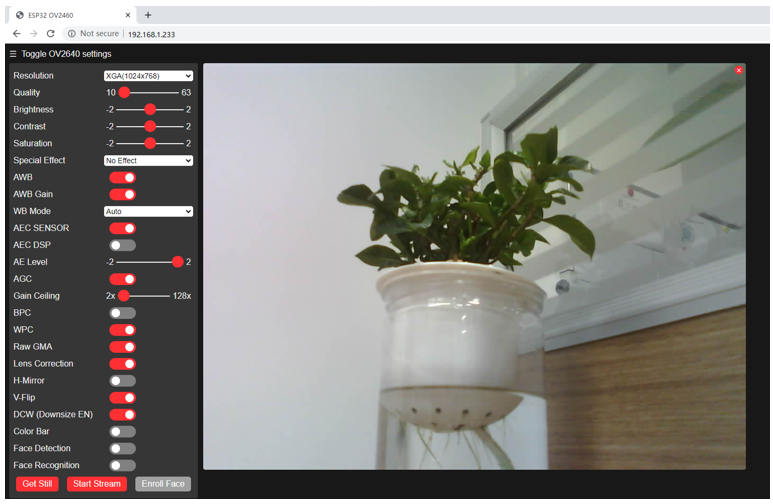 ESP32 OV2460
Not secure 192.168.1.233
Toggle OV2640 settings
Resolution XGA(1024x768)
Quality 10 63
Brightness -2 2
Contrast -2 2
Saturation -2 2
Special Effect No Effect
AWB
AWB Gain
WB Mode Auto
AEC SENSOR
AEC DSP
AE Level -2 2
AGC
Gain Ceiling 2x 128x
BPC
WPC
Raw GMA
Lens Correction
H-Mirror
V-Flip
DCW (Downsize EN)
Color Bar
Face Detection
Face Recognition
Get Still Start Stream Enroll Face